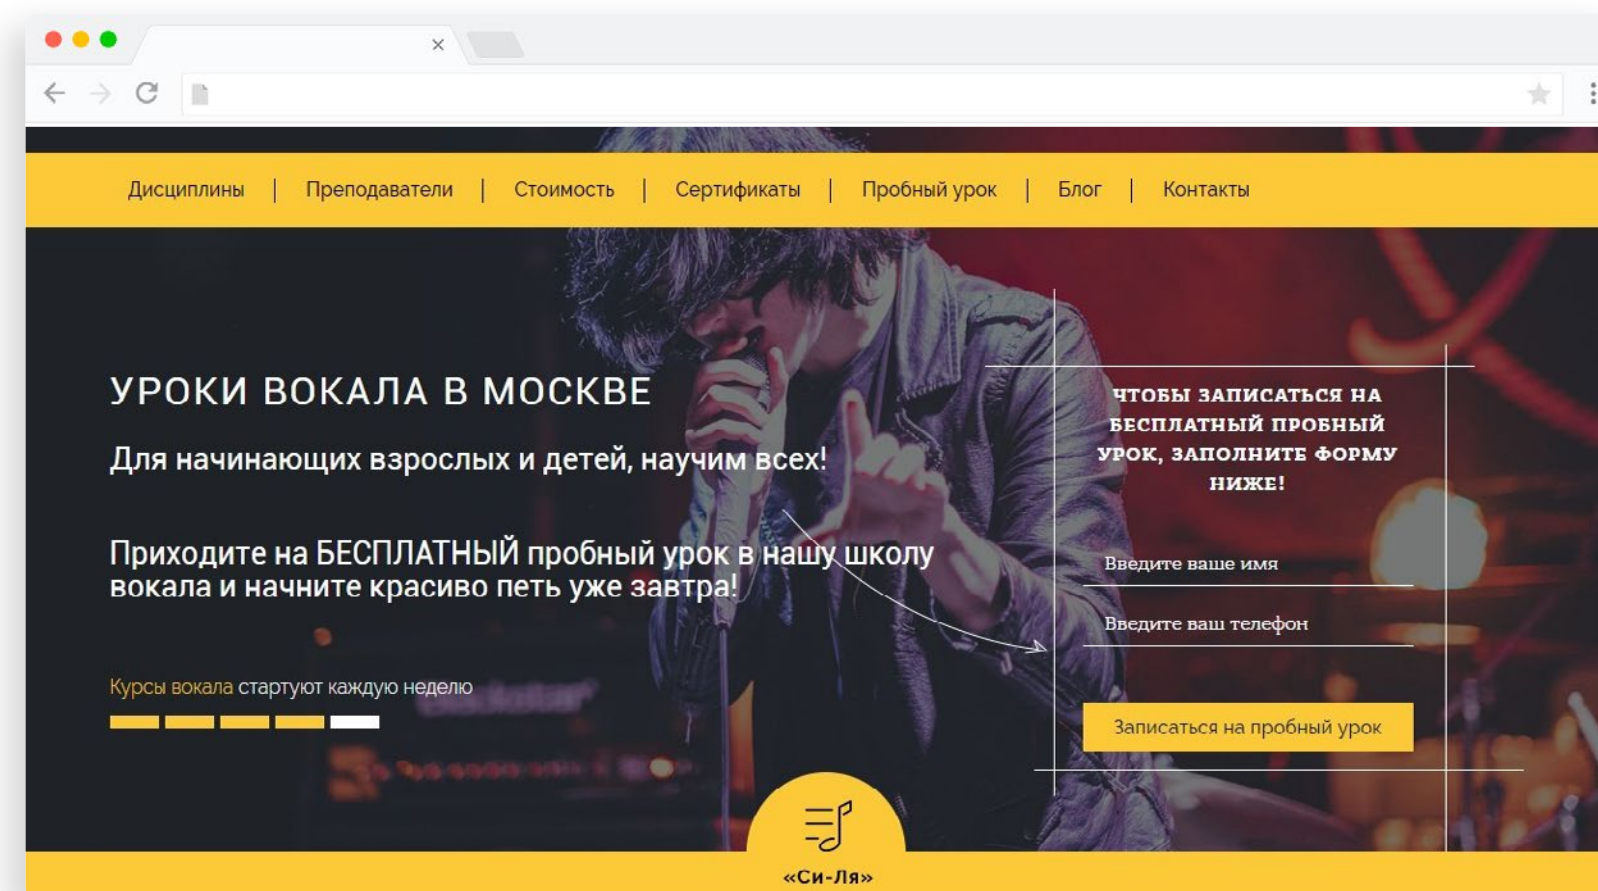 Дисциплины | Преподаватели | Стоимость | Сертификаты | Пробный урок | Блог | Контакты
УРОКИ ВОКАЛА В МОСКВЕ
Для начинающих взрослых и детей, научим всех!
Приходите на БЕСПЛАТНЫЙ пробный урок в нашу школу
вокала и начните красиво петь уже завтра!
Курсы вокала стартуют каждую неделю
ЧТОБЫ ЗАПИСАТЬСЯ НА
БЕСПЛАТНЫЙ ПРОБНЫЙ
УРОК, ЗАПОЛНИТЕ ФОРМУ
НИЖЕ!
Введите ваше имя
Введите ваш телефон
Записаться на пробный урок
«Си-Ля»